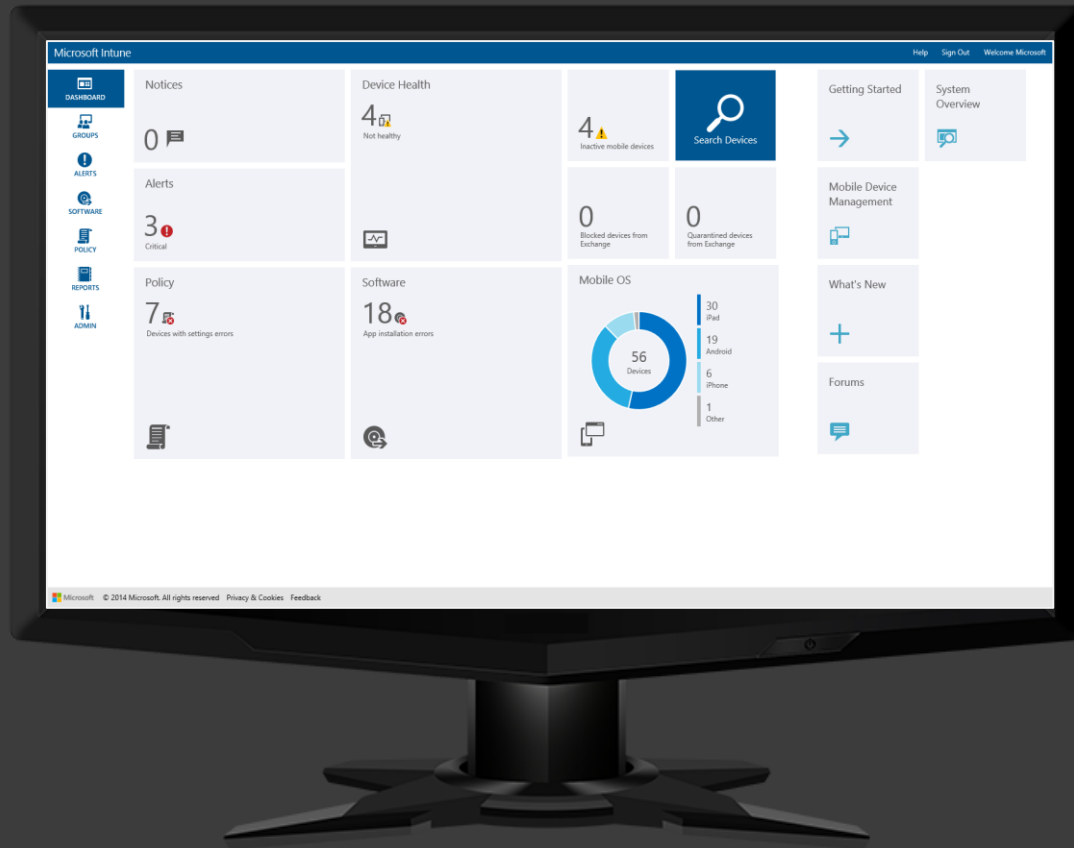 Microsoft Intune
Help Sign Out Welcome Microsoft
DASHBOARD
GROUPS
ALERTS
SOFTWARE
POLICY
REPORTS
ADMIN
Notices
0
Alerts
3
Critical
Policy
7
Devices with settings errors
Device Health
4
Not healthy
Software
18
App installation errors
4
Inactive mobile devices
Search Devices
0
Blocked devices from
Exchange
0
Quarantined devices
from Exchange
Mobile OS
56
Devices
30
iPad
19
Android
6
iPhone
1
Other
Getting Started
System
Overview
Mobile Device
Management
What's New
Forums
Microsoft © 2014 Microsoft. All rights reserved Privacy & Cookies Feedback